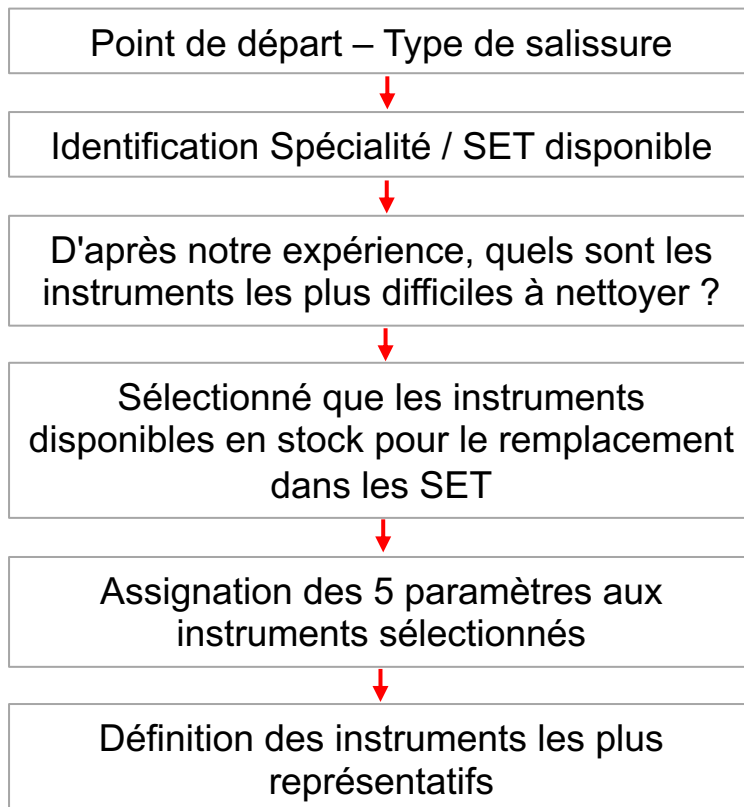 Point de départ – Type de salissure
Identification Spécialité / SET disponible
D'après notre expérience, quels sont les
instruments les plus difficiles à nettoyer ?
Sélectionné que les instruments
disponibles en stock pour le remplacement
dans les SET
Assignation des 5 paramètres aux
instruments sélectionnés
Définition des instruments les plus
représentatifs